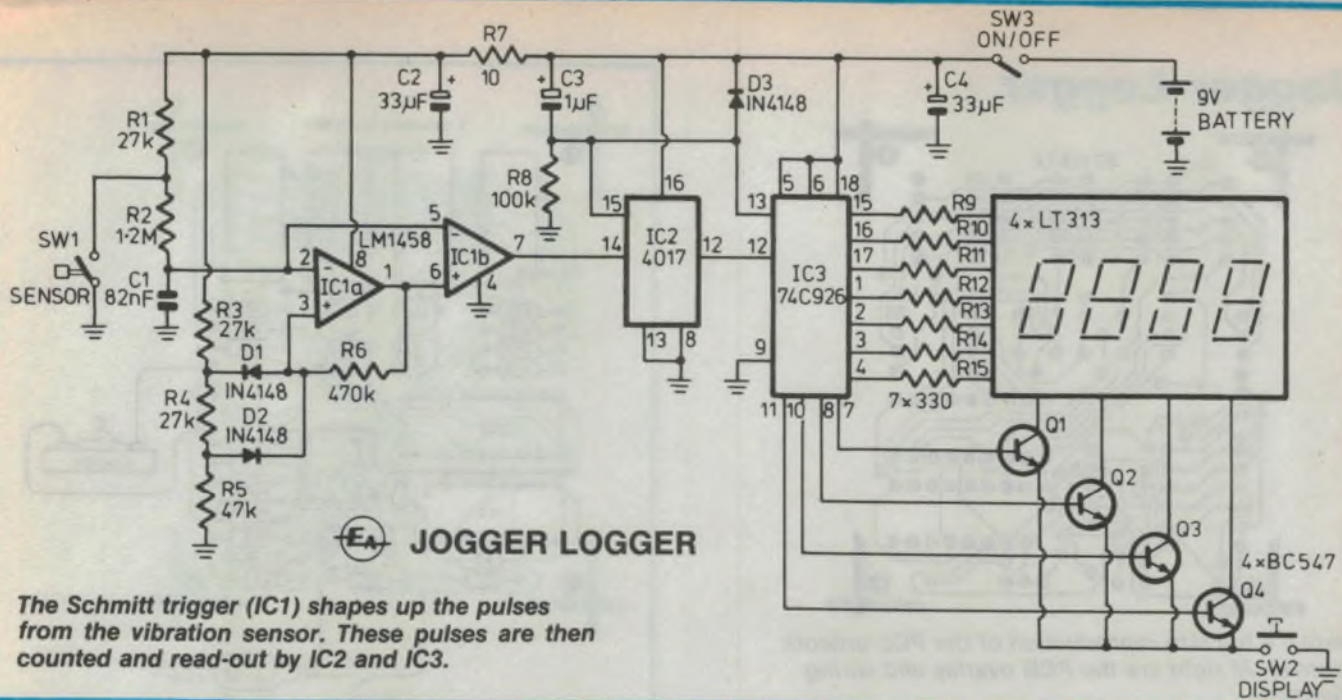 SW3
ON/OFF
R7
10
C2
33µF
C3
1µF
D3
IN4148
C4
33µF
9V
BATTERY
R1
27k
R2
1·2M
SW1
SENSOR
C1
82nF
R3
27k
R4
27k
R5
47k
D1
IN4148
D2
IN4148
LM1458
IC1a
IC1b
2
3
8
1
5
6
7
4
R6
470k
R8
100k
15
14
16
IC2
4017
12
13
8
5
6
18
13
12
9
IC3
74C926
15
16
17
1
2
3
4
11
10
8
7
R9
R10
R11
R12
R13
R14
R15
7×330
4×LT313
Q1
Q2
Q3
Q4
4×BC547
SW2
DISPLAY
EA JOGGER LOGGER
The Schmitt trigger (IC1) shapes up the pulses
from the vibration sensor. These pulses are then
counted and read-out by IC2 and IC3.